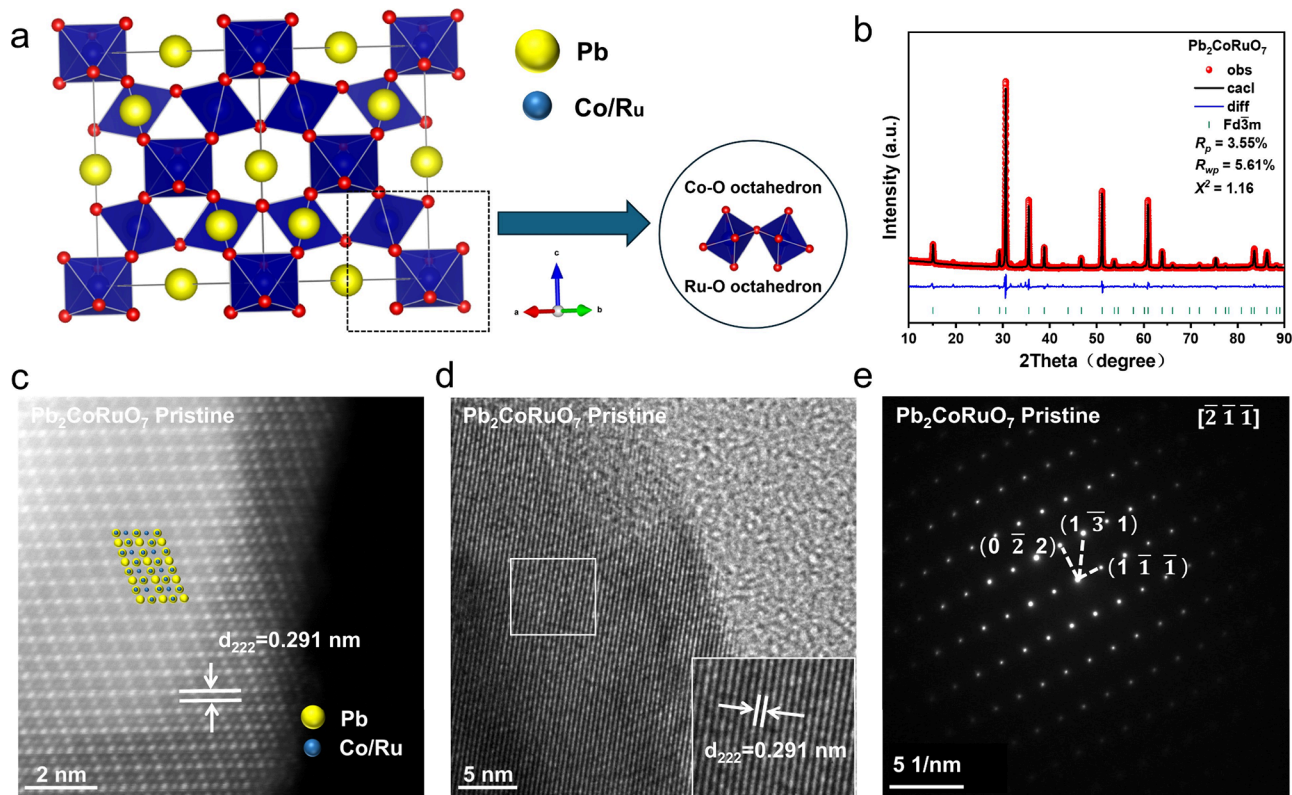 a
Pb
Co/Ru
Co-O octahedron
Ru-O octahedron
c
a
b
b
Pb₂CoRuO₇
obs
cacl
diff
Fd3̅m
Rₚ = 3.55%
R_wp = 5.61%
X² = 1.16
Intensity (a.u.)
10 20 30 40 50 60 70 80 90
2Theta（degree）
c
Pb₂CoRuO₇ Pristine
d₂₂₂=0.291 nm
Pb
Co/Ru
2 nm
d
Pb₂CoRuO₇ Pristine
d₂₂₂=0.291 nm
5 nm
e
Pb₂CoRuO₇ Pristine
[2̅ 1̅ 1̅]
(1 3̅ 1)
(0 2̅ 2)
(1 1̅ 1̅)
5 1/nm